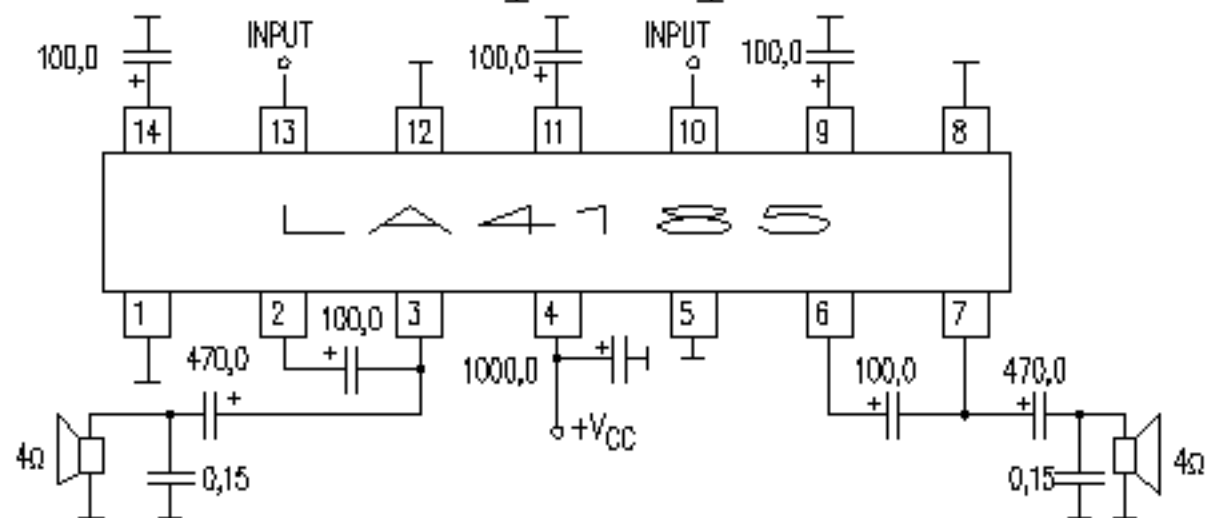 INPUT INPUT
100,0 + 100,0 + 100,0 +
14 13 12 11 10 9 8
LA4185
1 2 3 4 5 6 7
100,0 +
470,0 +
1000,0 +
100,0 +
470,0 +
+VCC
4Ω 0,15 0,15 4Ω